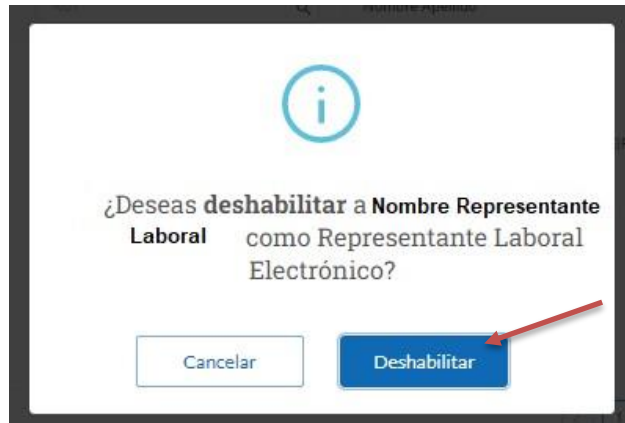 Nombre Apellido
i
¿Deseas deshabilitar a Nombre Representante
Laboral como Representante Laboral
Electrónico?
Cancelar Deshabilitar